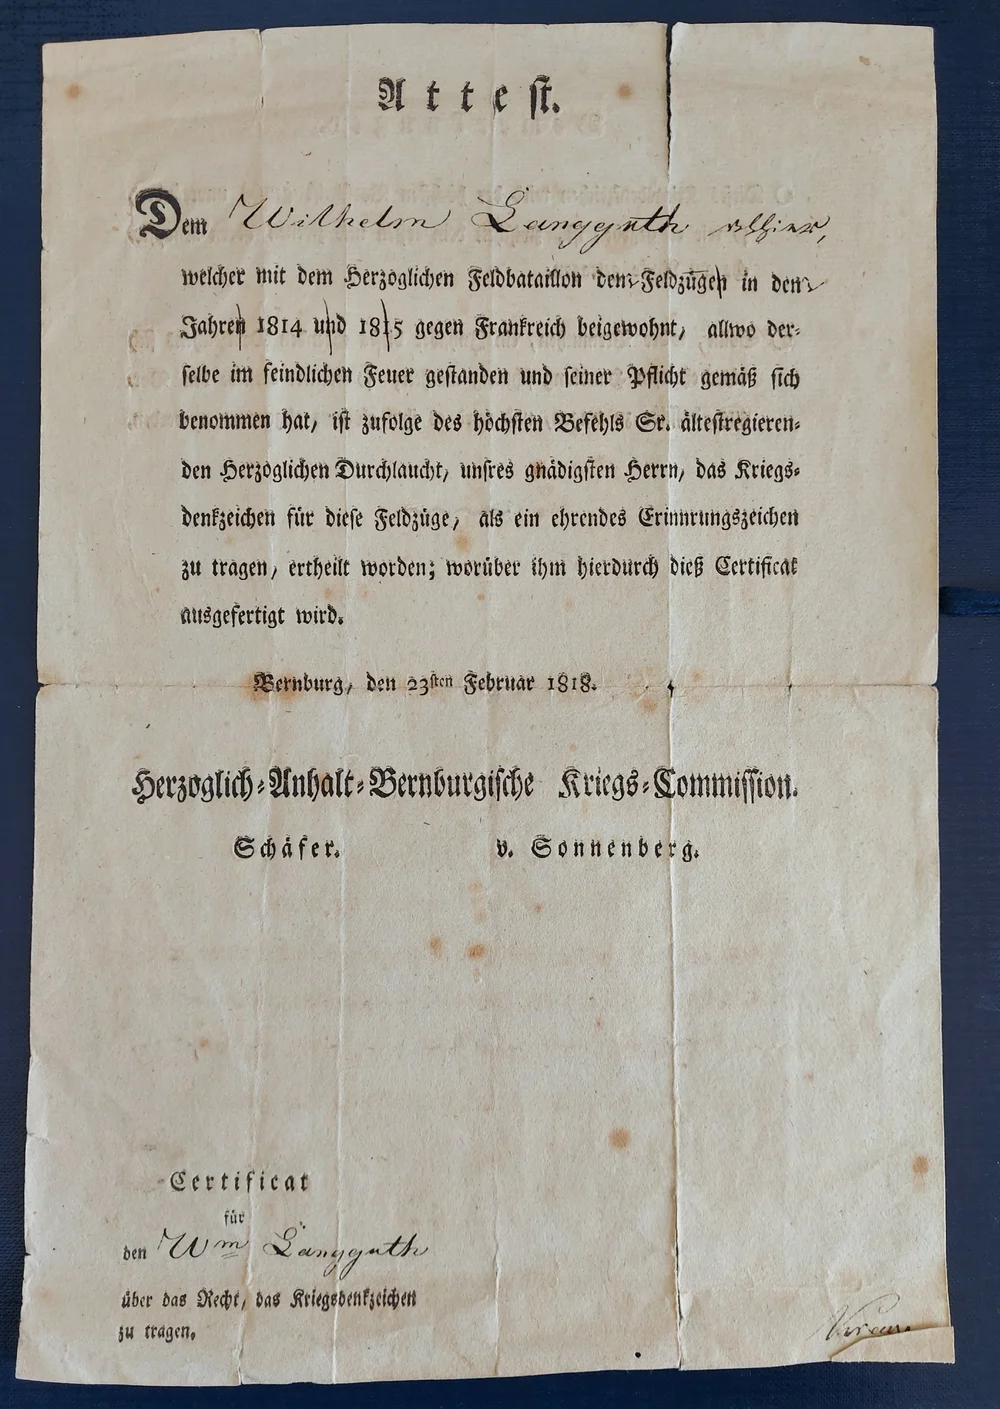 Attest.
Dem Wilhelm Langguth allhier,
welcher mit dem Herzoglichen Feldbataillon den Feldzügen in den
Jahren 1814 und 1815 gegen Frankreich beigewohnt, allwo der-
selbe im feindlichen Feuer gestanden und seiner Pflicht gemäß sich
benommen hat, ist zufolge des höchsten Befehls Sr. ältestregieren-
den Herzoglichen Durchlaucht, unsres gnädigsten Herrn, das Kriegs-
denkzeichen für diese Feldzüge, als ein ehrendes Erinnrungszeichen
zu tragen, ertheilt worden; worüber ihm hierdurch dieß Certificat
ausgefertigt wird.
Bernburg, den 23sten Februar 1818.
Herzoglich-Anhalt-Bernburgische Kriegs-Commission.
Schäfer. v. Sonnenberg.
Certificat
für
den Wm Langguth
über das Recht, das Kriegsdenkzeichen
zu tragen.